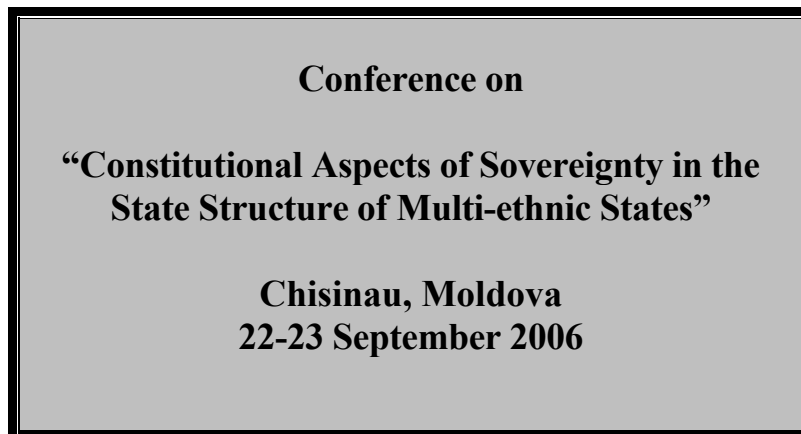 Conference on
“Constitutional Aspects of Sovereignty in the
State Structure of Multi-ethnic States”
Chisinau, Moldova
22-23 September 2006